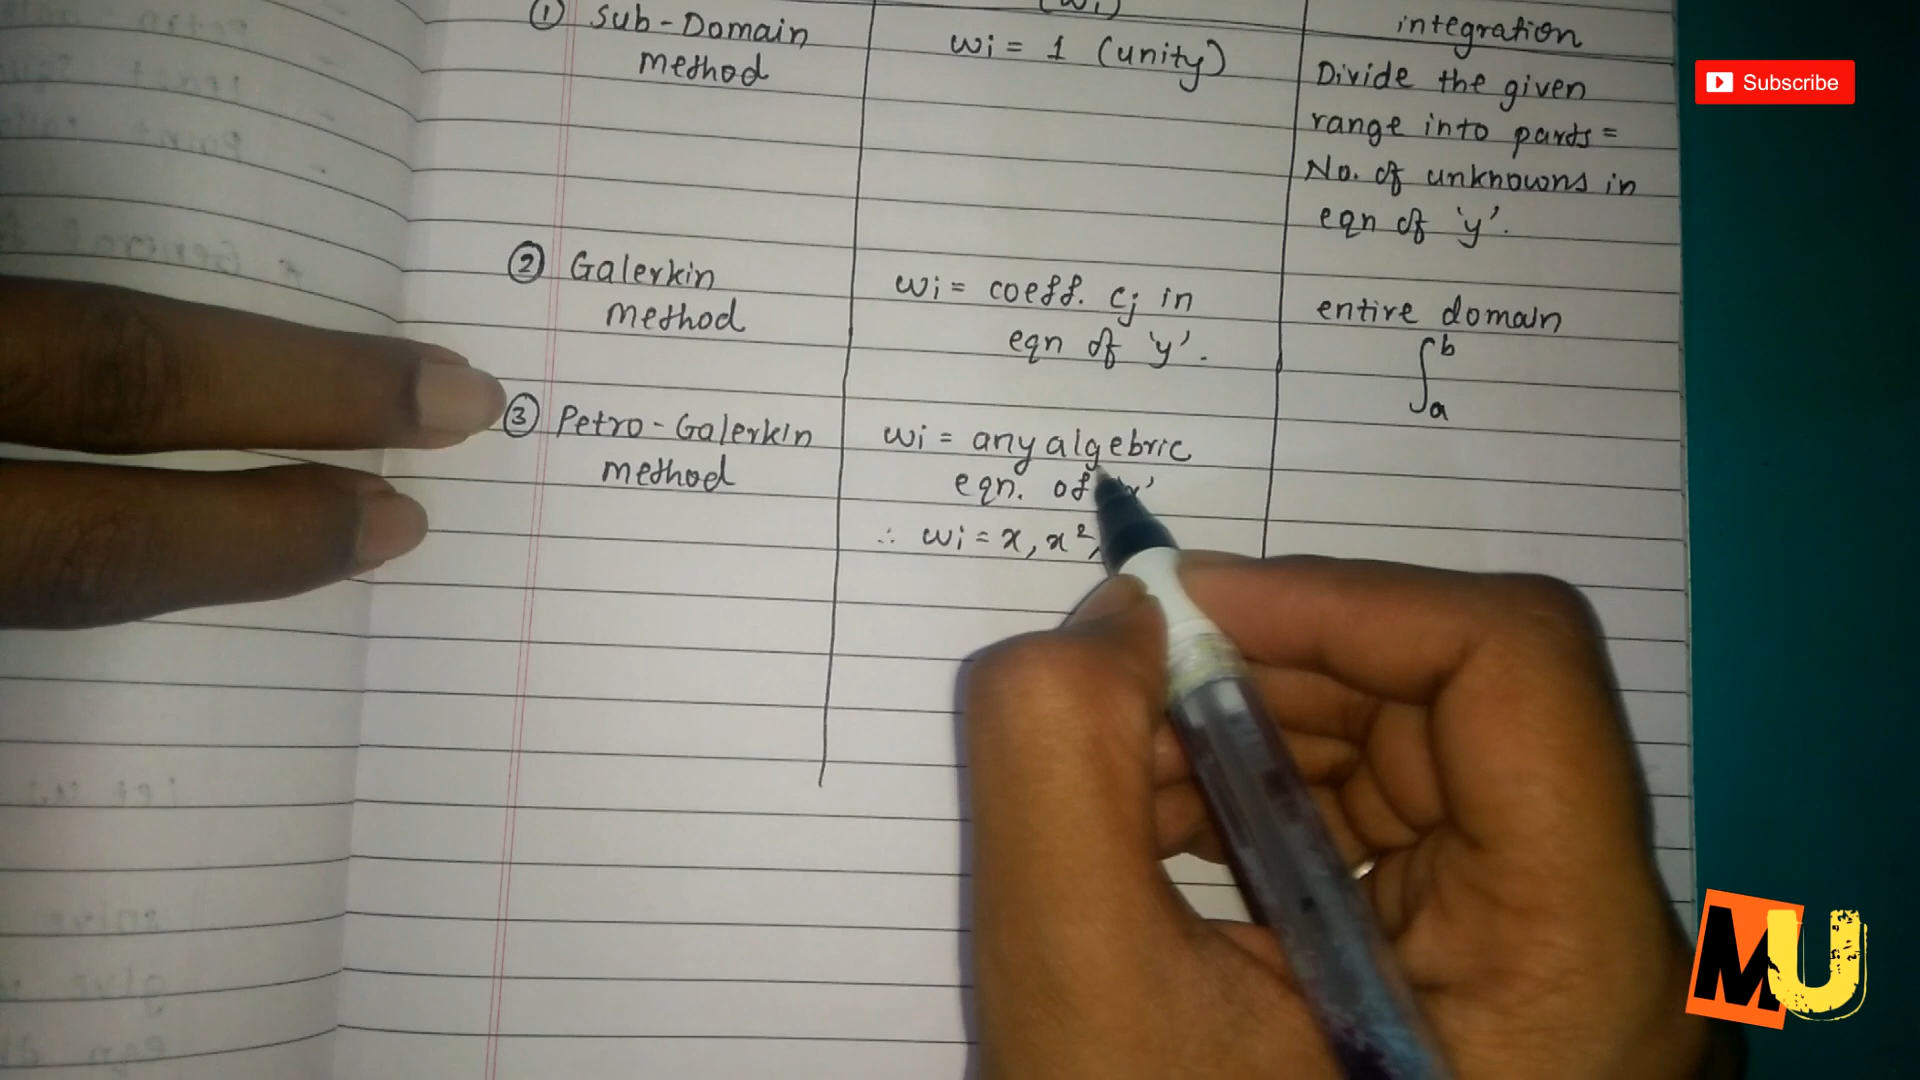 (Wi)
① Sub-Domain
method
Wi = 1 (unity)
integration
Divide the given
range into parts =
No. of unknowns in
eqn of 'y'.
② Galerkin
method
Wi = coeff. Cj in
eqn of 'y'.
entire domain
∫ab
③ Petro-Galerkin
method
Wi = any algebric
eqn. of 'x'
∴ Wi = x, x²,
Subscribe
MU